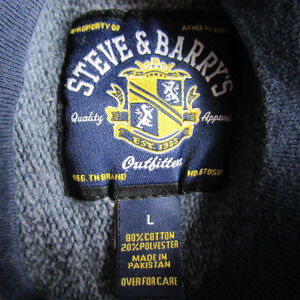 PROPERTY OF ATHLETIC DEPT.
STEVE & BARRY'S
Quality Apparel
EST. 1985
Outfitters
REG. TM BRAND
L
80% COTTON
20% POLYESTER
MADE IN
PAKISTAN
OVER FOR CARE